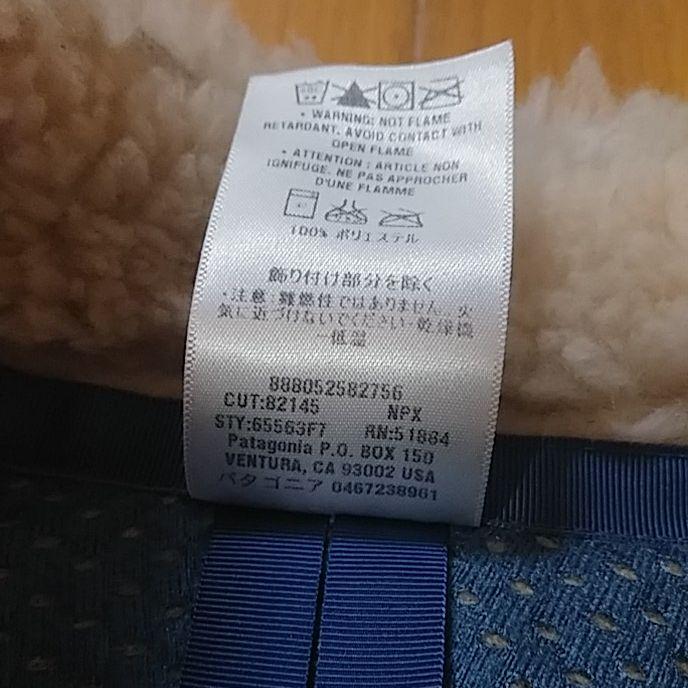 • WARNING: NOT FLAME
RETARDANT. AVOID CONTACT WITH
OPEN FLAME
• ATTENTION : ARTICLE NON
IGNIFUGE. NE PAS APPROCHER
D'UNE FLAMME
100% ポリエステル
飾り付け部分を除く
・注意：難燃性ではありません。火
気に近づけないでください・乾燥機
－低温
888052582756
CUT:82145 NPX
STY:65563F7 RN:51884
Patagonia P.O. BOX 150
VENTURA, CA 93002 USA
パタゴニア 0467238961